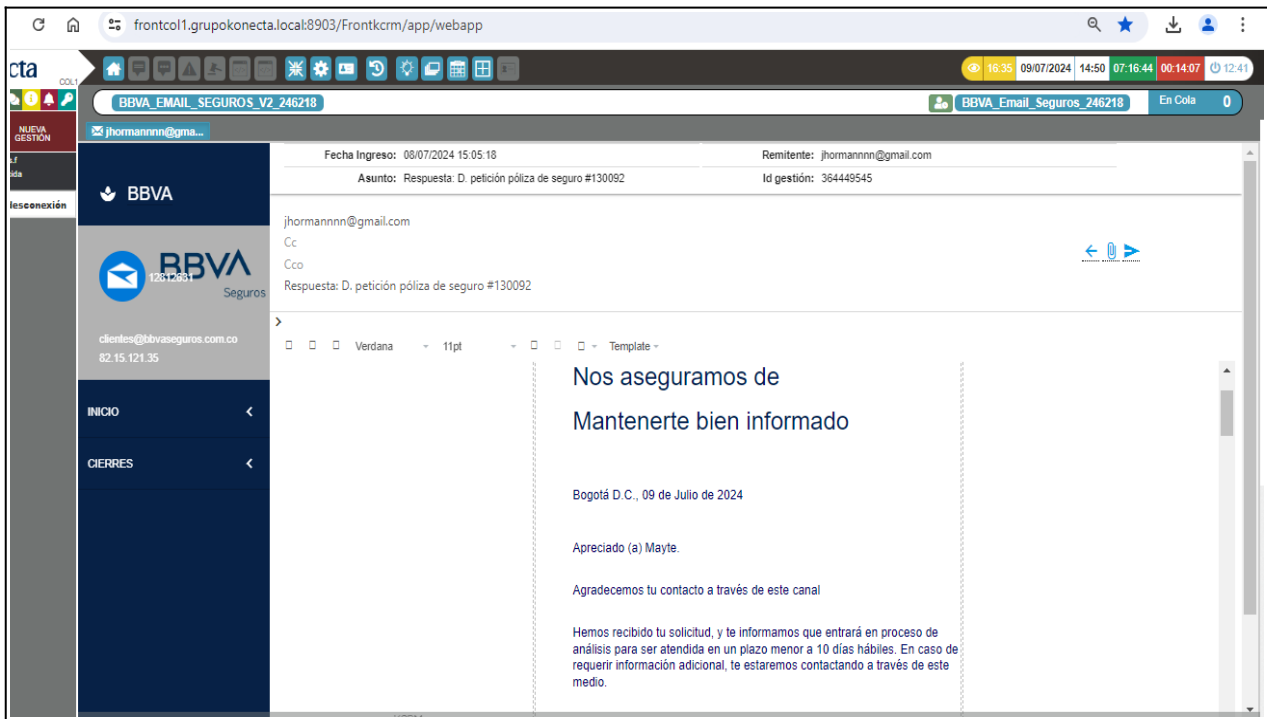 frontcol1.grupokonecta.local:8903/Frontkcrm/app/webapp
cta
COL1
16:35 09/07/2024 14:50 07:16:44 00:14:07 12:41
BBVA_EMAIL_SEGUROS_V2_246218
BBVA_Email_Seguros_246218 En Cola 0
NUEVA
GESTIÓN
jhormannnn@gma...
desconexión
Fecha Ingreso: 08/07/2024 15:05:18 Remitente: jhormannnn@gmail.com
Asunto: Respuesta: D. petición póliza de seguro #130092 Id gestión: 364449545
BBVA
jhormannnn@gmail.com
Cc
Cco
Respuesta: D. petición póliza de seguro #130092
BBVA
12812631
Seguros
clientes@bbvaseguros.com.co
82.15.121.35
Verdana 11pt Template
INICIO
CIERRES
Nos aseguramos de
Mantenerte bien informado
Bogotá D.C., 09 de Julio de 2024
Apreciado (a) Mayte.
Agradecemos tu contacto a través de este canal
Hemos recibido tu solicitud, y te informamos que entrará en proceso de
análisis para ser atendida en un plazo menor a 10 días hábiles. En caso de
requerir información adicional, te estaremos contactando a través de este
medio.